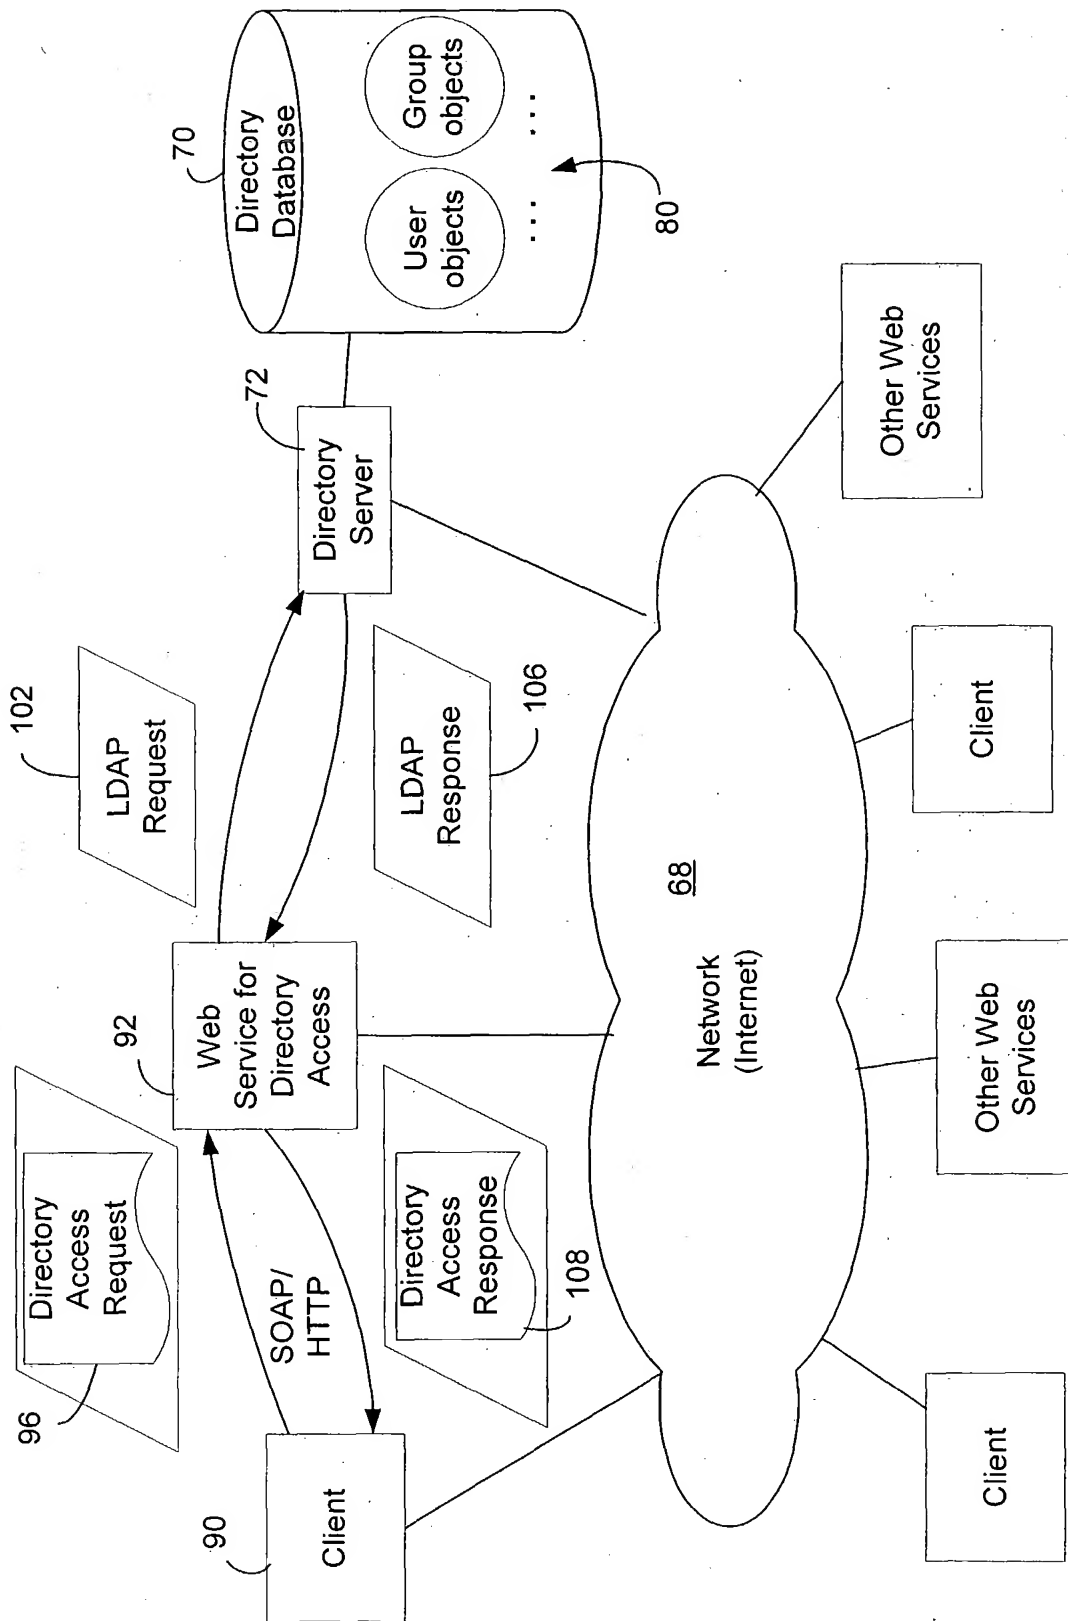 96
Directory
Access
Request
102
LDAP
Request
70
Directory
Database
User
objects
Group
objects
...
...
80
90
Client
SOAP/
HTTP
92
Web
Service for
Directory
Access
72
Directory
Server
Directory
Access
Response
108
LDAP
Response
106
Network
(Internet)
68
Client
Other Web
Services
Client
Other Web
Services